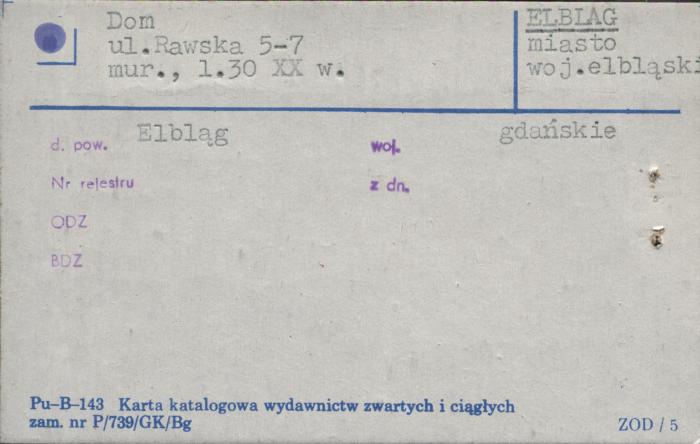 Dom
ul.Rawska 5-7
mur., l.30 XX w.
ELBLĄG
miasto
woj.elbląski
d. pow. Elbląg woj. gdańskie
Nr rejestru z dn.
ODZ
BDZ
Pu-B-143 Karta katalogowa wydawnictw zwartych i ciągłych
zam. nr P/739/GK/Bg
ZOD / 5